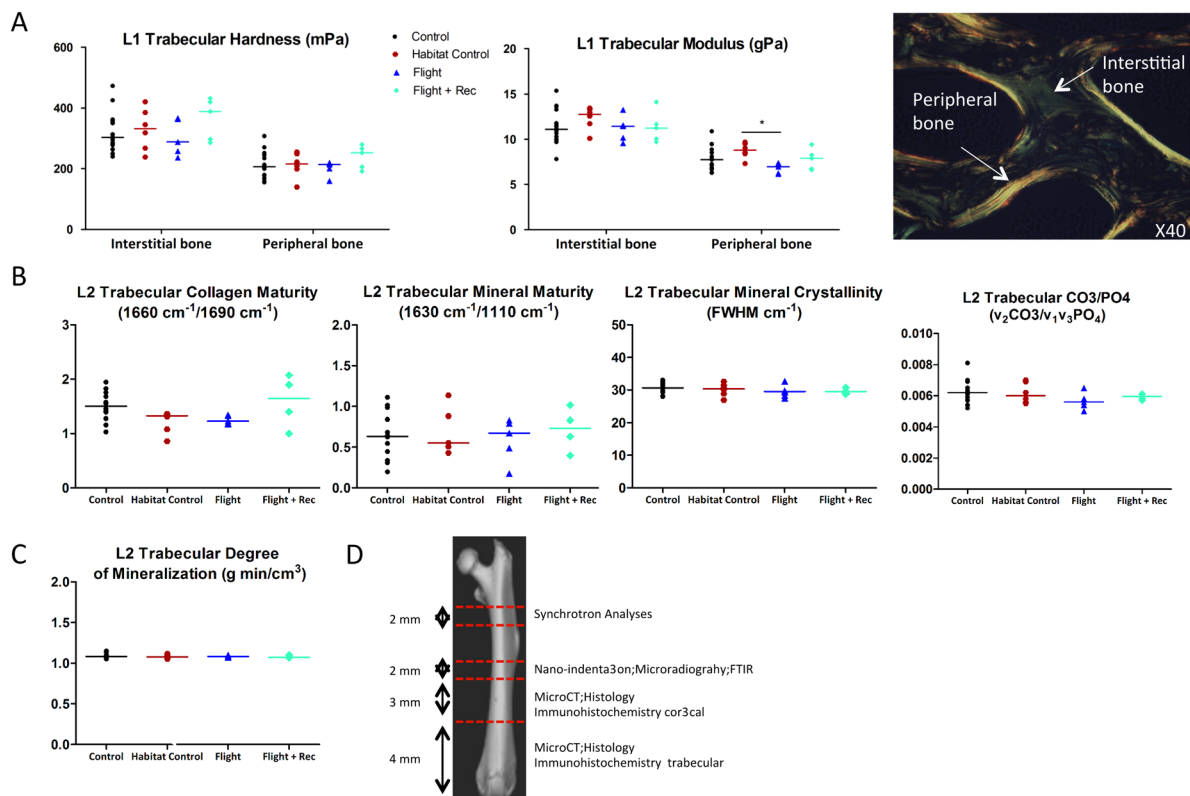 A
L1 Trabecular Hardness (mPa)
600
400
200
0
Interstitial bone
Peripheral bone
Control
Habitat Control
Flight
Flight + Rec
L1 Trabecular Modulus (gPa)
20
15
10
5
0
*
Interstitial bone
Peripheral bone
Interstitial
bone
Peripheral
bone
X40
B
L2 Trabecular Collagen Maturity
(1660 cm⁻¹/1690 cm⁻¹)
3
2
1
0
Control
Habitat Control
Flight
Flight + Rec
L2 Trabecular Mineral Maturity
(1630 cm⁻¹/1110 cm⁻¹)
2.0
1.5
1.0
0.5
0.0
Control
Habitat Control
Flight
Flight + Rec
L2 Trabecular Mineral Crystallinity
(FWHM cm⁻¹)
50
40
30
20
10
0
Control
Habitat Control
Flight
Flight + Rec
L2 Trabecular CO3/PO4
(v₂CO3/v₁v₃PO₄)
0.010
0.008
0.006
0.004
0.002
0.000
Control
Habitat Control
Flight
Flight + Rec
C
L2 Trabecular Degree
of Mineralization (g min/cm³)
2.0
1.5
1.0
0.5
0.0
Control
Habitat Control
Flight
Flight + Rec
D
2 mm
Synchrotron Analyses
2 mm
Nano-indenta3on;Microradiograhy;FTIR
3 mm
MicroCT;Histology
Immunohistochemistry cor3cal
4 mm
MicroCT;Histology
Immunohistochemistry trabecular